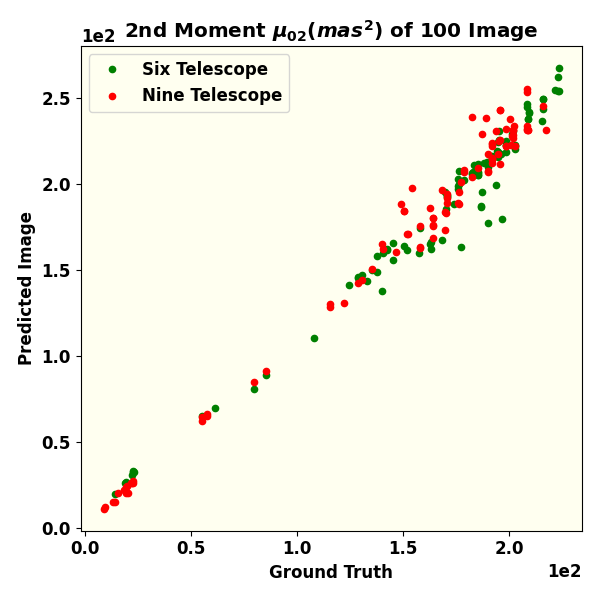 1e2 2nd Moment μ₀₂(mas²) of 100 Image
Six Telescope
Nine Telescope
Predicted Image
2.5
2.0
1.5
1.0
0.5
0.0
0.0 0.5 1.0 1.5 2.0
Ground Truth 1e2